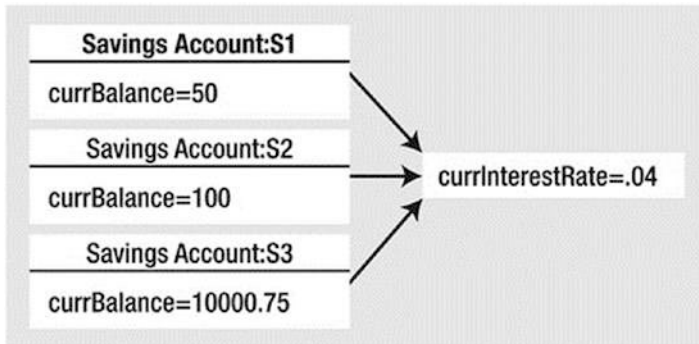 Savings Account:S1
currBalance=50
Savings Account:S2
currBalance=100
currInterestRate=.04
Savings Account:S3
currBalance=10000.75